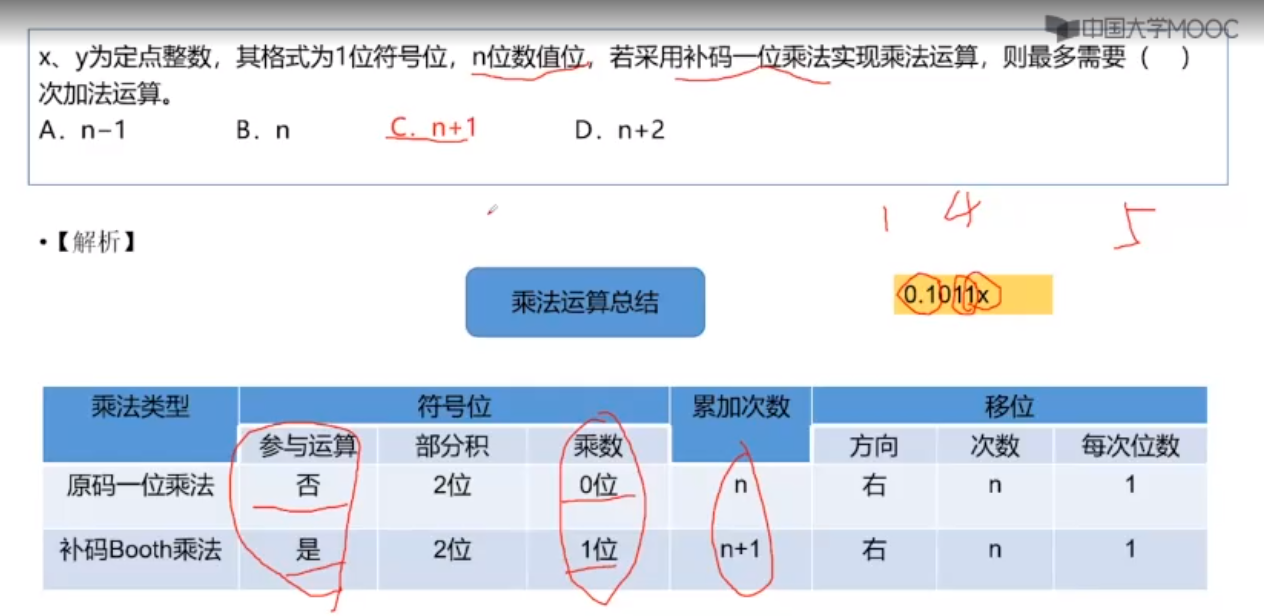 中国大学MOOC
x、y为定点整数，其格式为1位符号位，n位数值位，若采用补码一位乘法实现乘法运算，则最多需要（ ）
次加法运算。
A. n−1 B. n C. n+1 D. n+2
1 4 5
•【解析】
乘法运算总结
0.1011x
乘法类型 符号位 累加次数 移位
参与运算 部分积 乘数 方向 次数 每次位数
原码一位乘法 否 2位 0位 n 右 n 1
补码Booth乘法 是 2位 1位 n+1 右 n 1